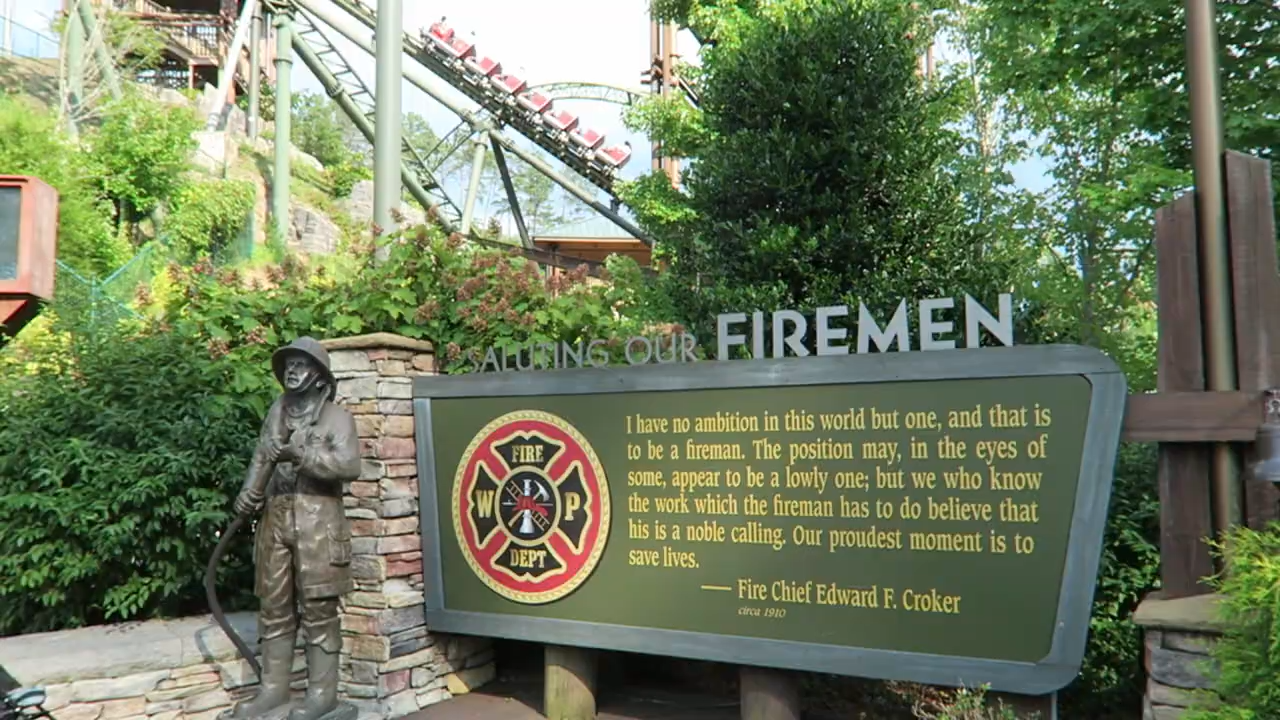 SALUTING OUR FIREMEN
I have no ambition in this world but one, and that is
to be a fireman. The position may, in the eyes of
some, appear to be a lowly one; but we who know
the work which the fireman has to do believe that
his is a noble calling. Our proudest moment is to
save lives.
— Fire Chief Edward F. Croker
circa 1910
FIRE
W P
DEPT